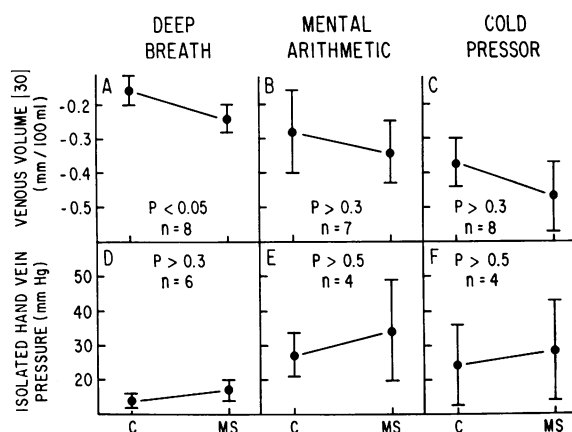 DEEP BREATH
MENTAL ARITHMETIC
COLD PRESSOR
VENOUS VOLUME [30]
(mm/100ml)
-0.2
-0.3
-0.4
-0.5
A
P < 0.05
n=8
B
P > 0.3
n=7
C
P > 0.3
n=8
ISOLATED HAND VEIN
PRESSURE (mm Hg)
50
40
30
20
D
P > 0.3
n=6
E
P > 0.5
n=4
F
P > 0.5
n=4
C
MS
C
MS
C
MS